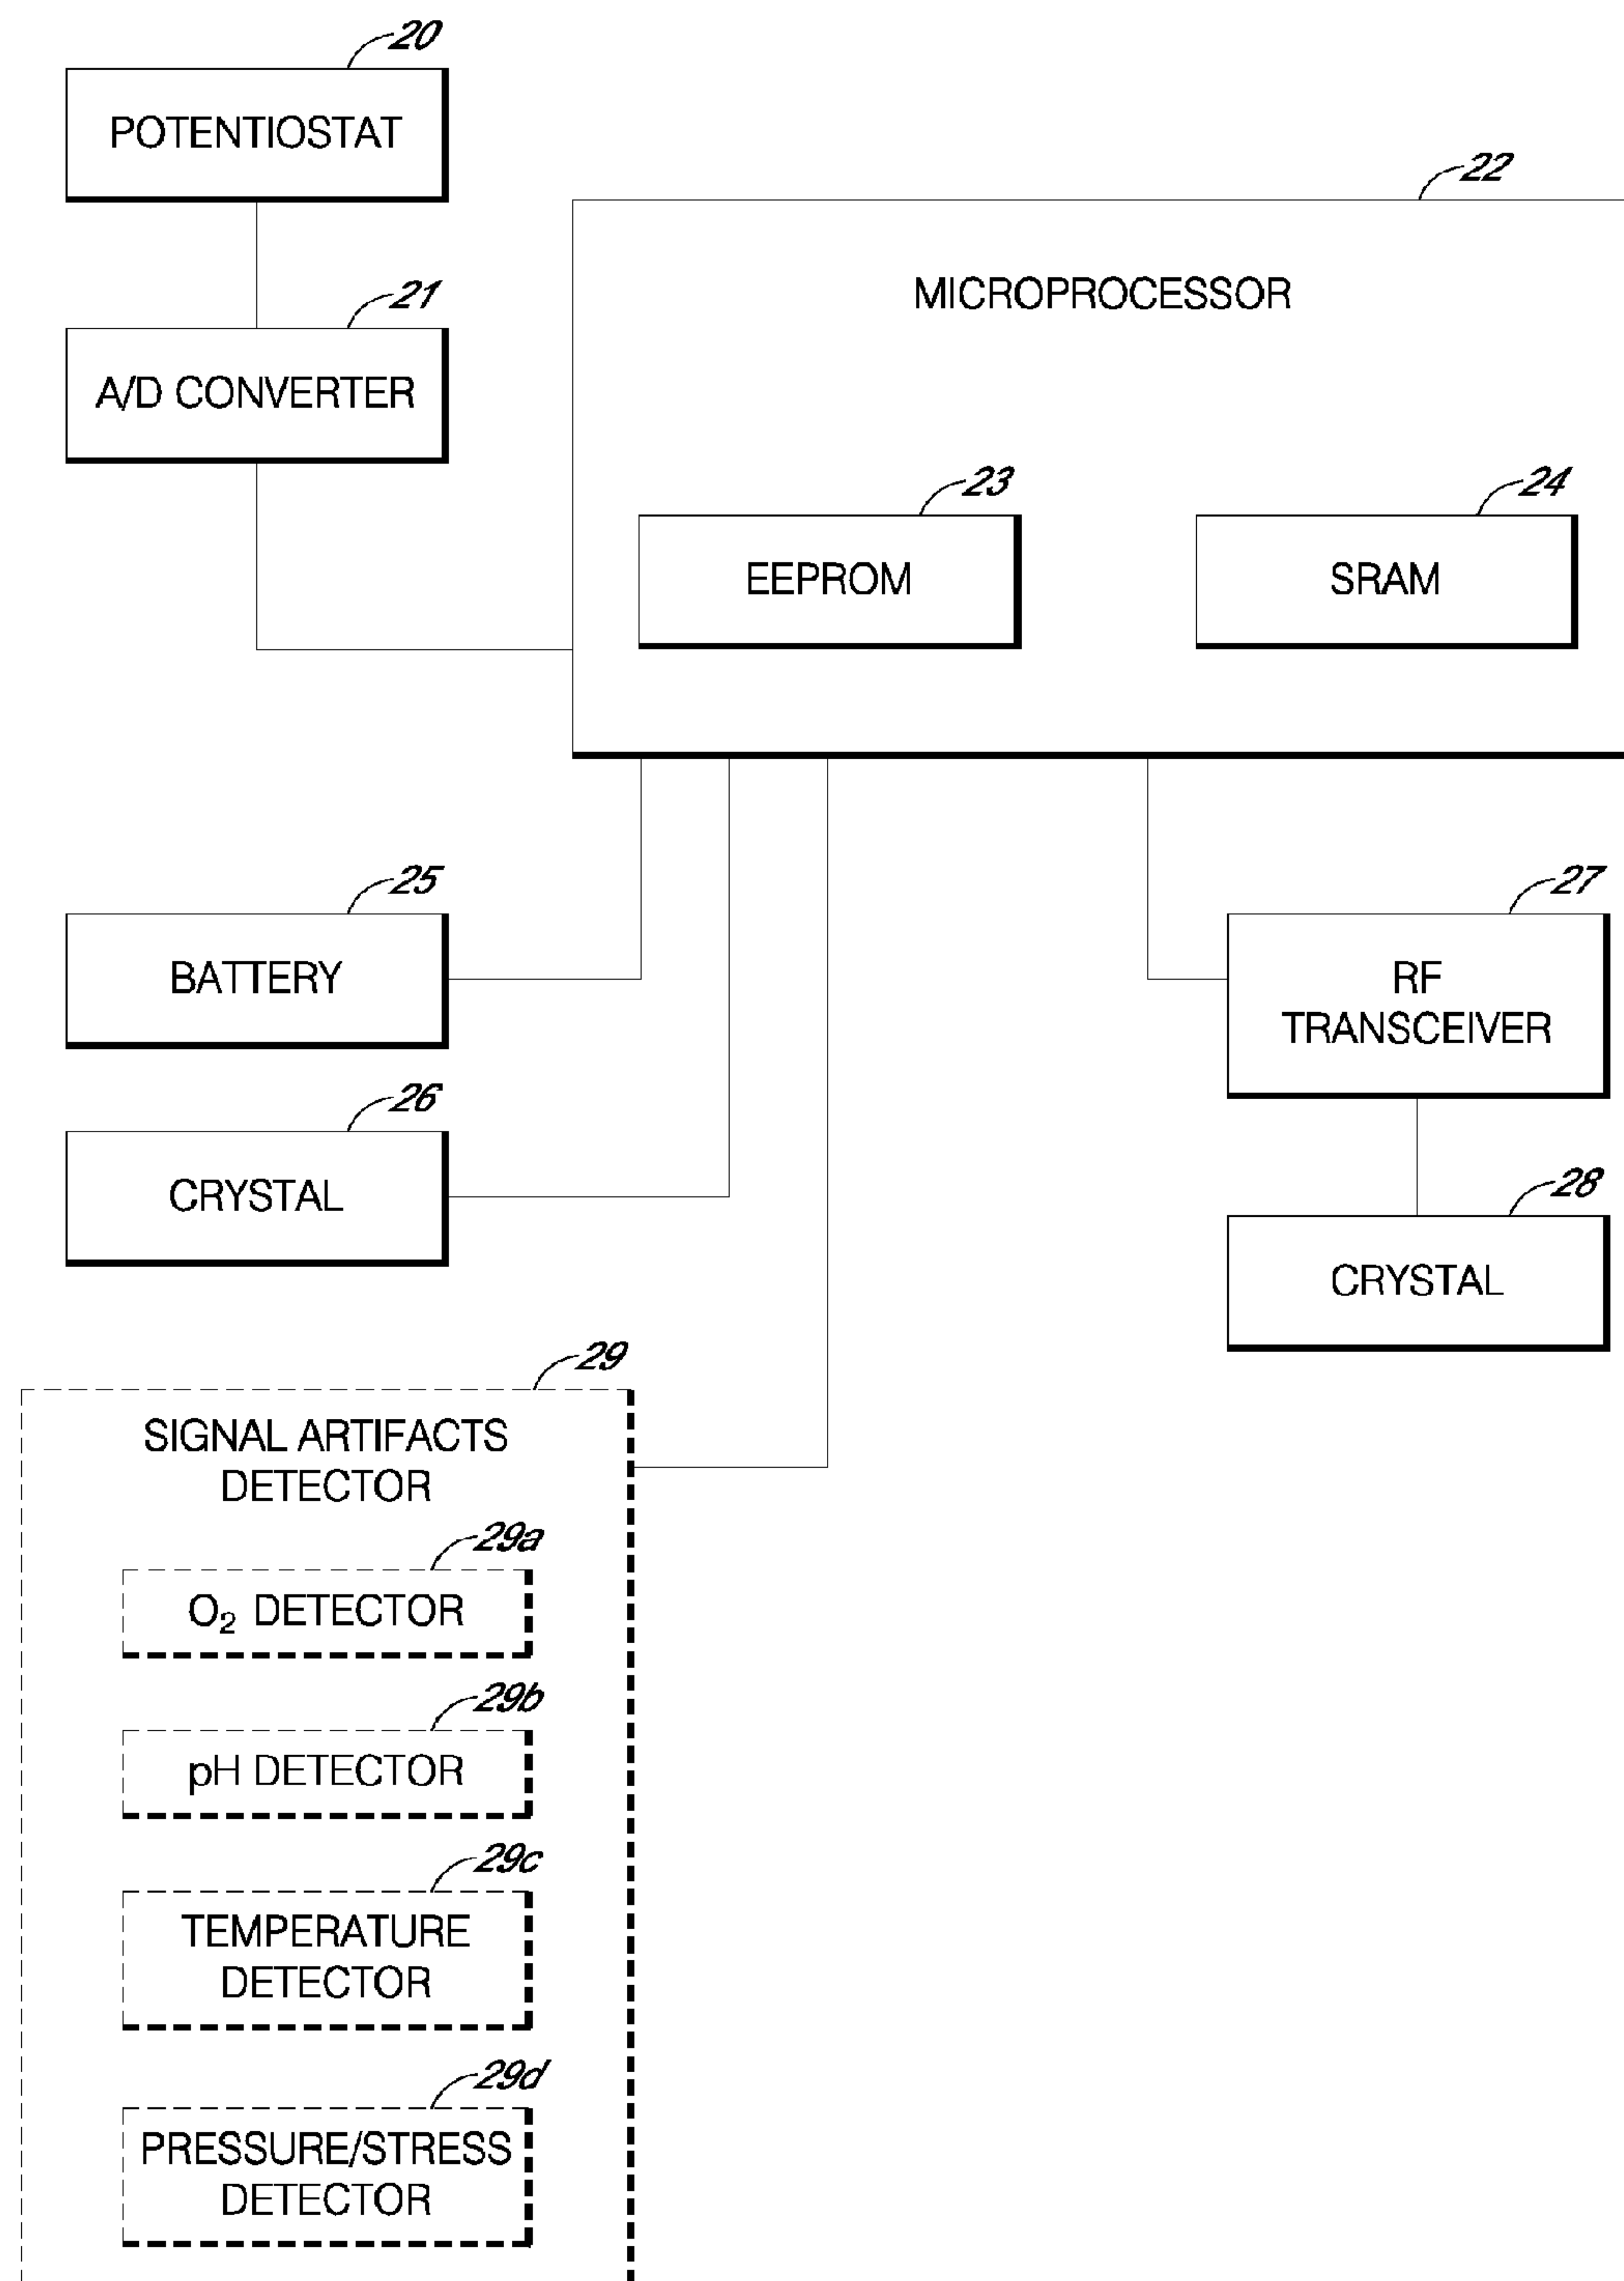 20
POTENTIOSTAT
22
MICROPROCESSOR
21
A/D CONVERTER
23
EEPROM
24
SRAM
25
BATTERY
27
RF
TRANSCEIVER
26
CRYSTAL
28
CRYSTAL
29
SIGNAL ARTIFACTS
DETECTOR
29a
O₂ DETECTOR
29b
pH DETECTOR
29c
TEMPERATURE
DETECTOR
29d
PRESSURE/STRESS
DETECTOR